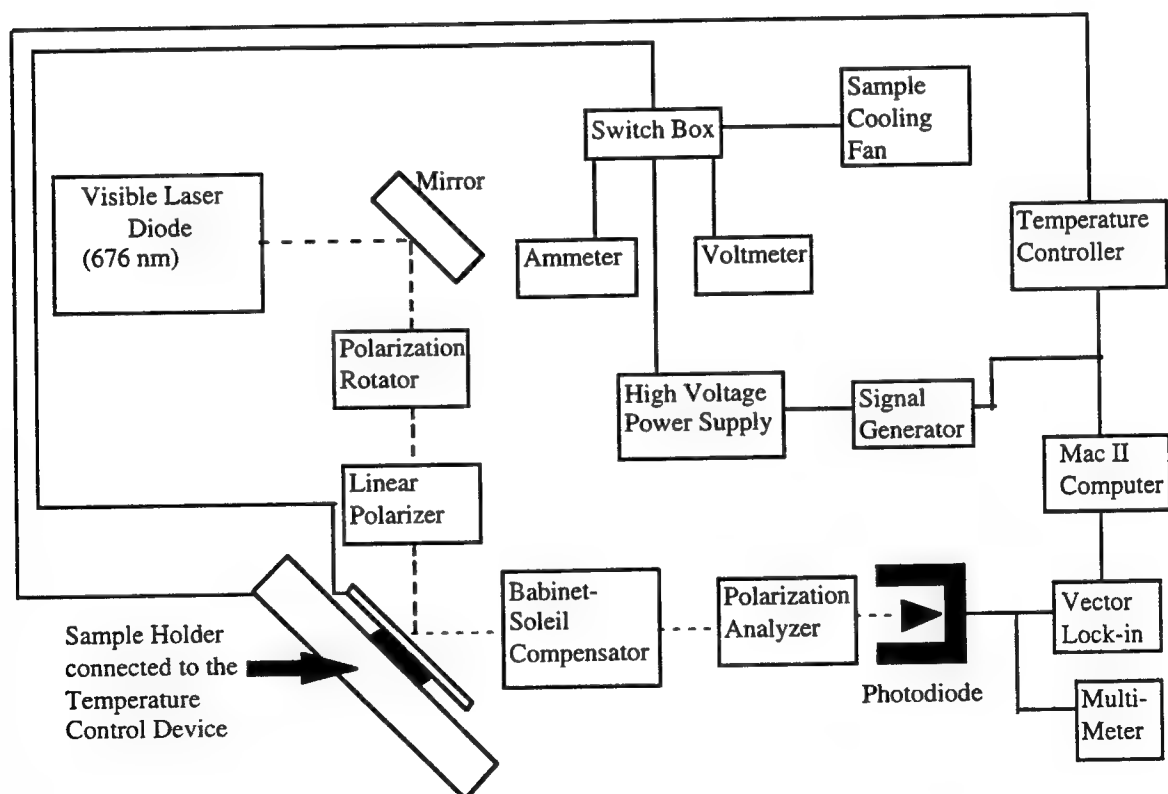 Sample
Cooling
Fan
Switch Box
Mirror
Visible Laser
Diode
(676 nm)
Temperature
Controller
Ammeter
Voltmeter
Polarization
Rotator
High Voltage
Power Supply
Signal
Generator
Mac II
Computer
Linear
Polarizer
Babinet-
Soleil
Compensator
Polarization
Analyzer
Vector
Lock-in
Sample Holder
connected to the
Temperature
Control Device
Photodiode
Multi-
Meter